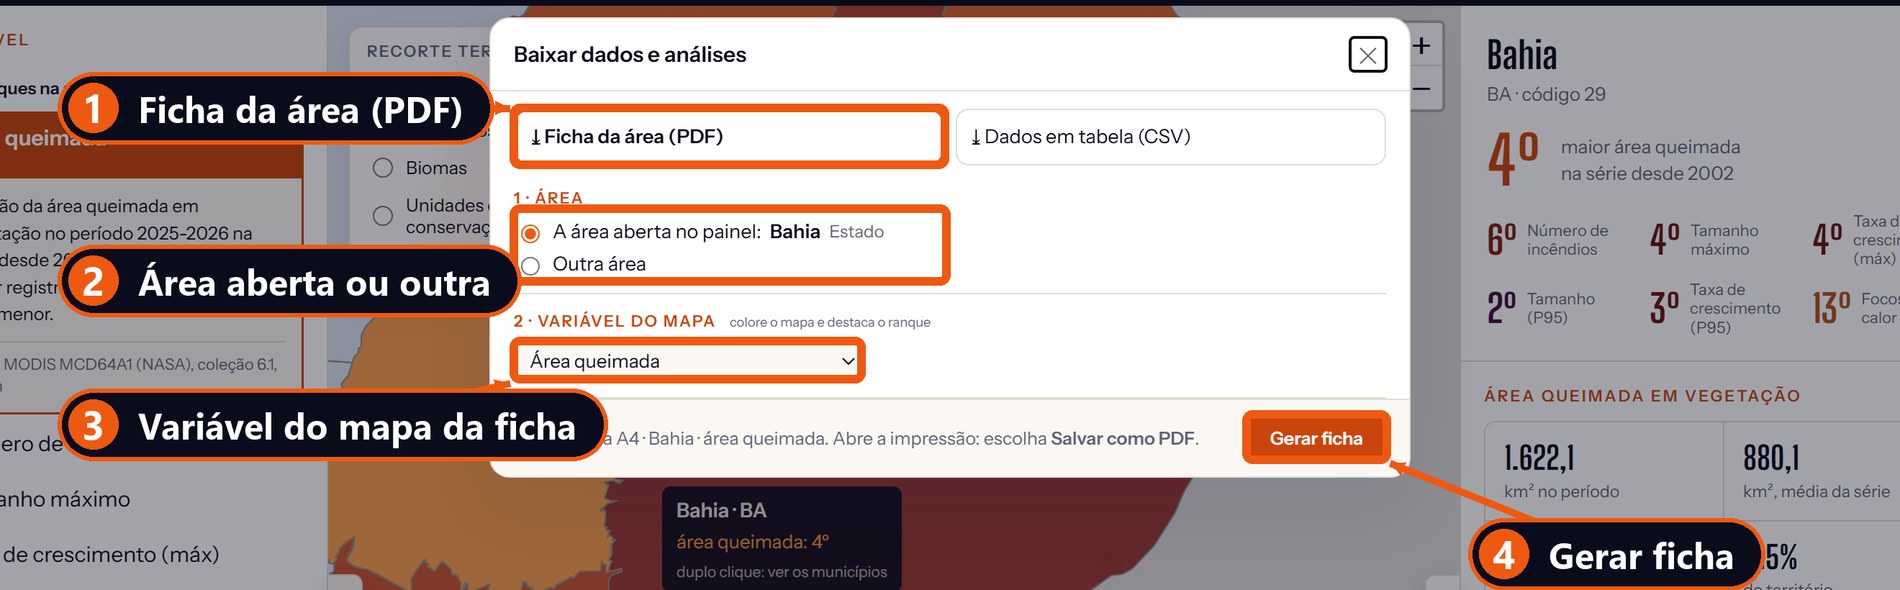 VEL
ques na
queimada
ão da área queimada em
tação no período 2025-2026 na
desde 20
r registr
menor.
MODIS MCD64A1 (NASA), coleção 6.1,
ero de
anho máximo
de crescimento (máx)
RECORTE TER
Biomas
Unidades
conservaç
1 Ficha da área (PDF)
2 Área aberta ou outra
3 Variável do mapa da ficha
4 Gerar ficha
Baixar dados e análises
Ficha da área (PDF)
Dados em tabela (CSV)
1 · ÁREA
A área aberta no painel: Bahia Estado
Outra área
2 · VARIÁVEL DO MAPA colore o mapa e destaca o ranque
Área queimada
a A4 · Bahia · área queimada. Abre a impressão: escolha Salvar como PDF.
Gerar ficha
Bahia · BA
área queimada: 4º
duplo clique: ver os municípios
+
−
Bahia
BA · código 29
4º maior área queimada
na série desde 2002
6º Número de
incêndios
4º Tamanho
máximo
4º Taxa d
cresci
(máx)
2º Tamanho
(P95)
3º Taxa de
crescimento
(P95)
13º Focos
calor
ÁREA QUEIMADA EM VEGETAÇÃO
1.622,1
km² no período
880,1
km², média da série
5%